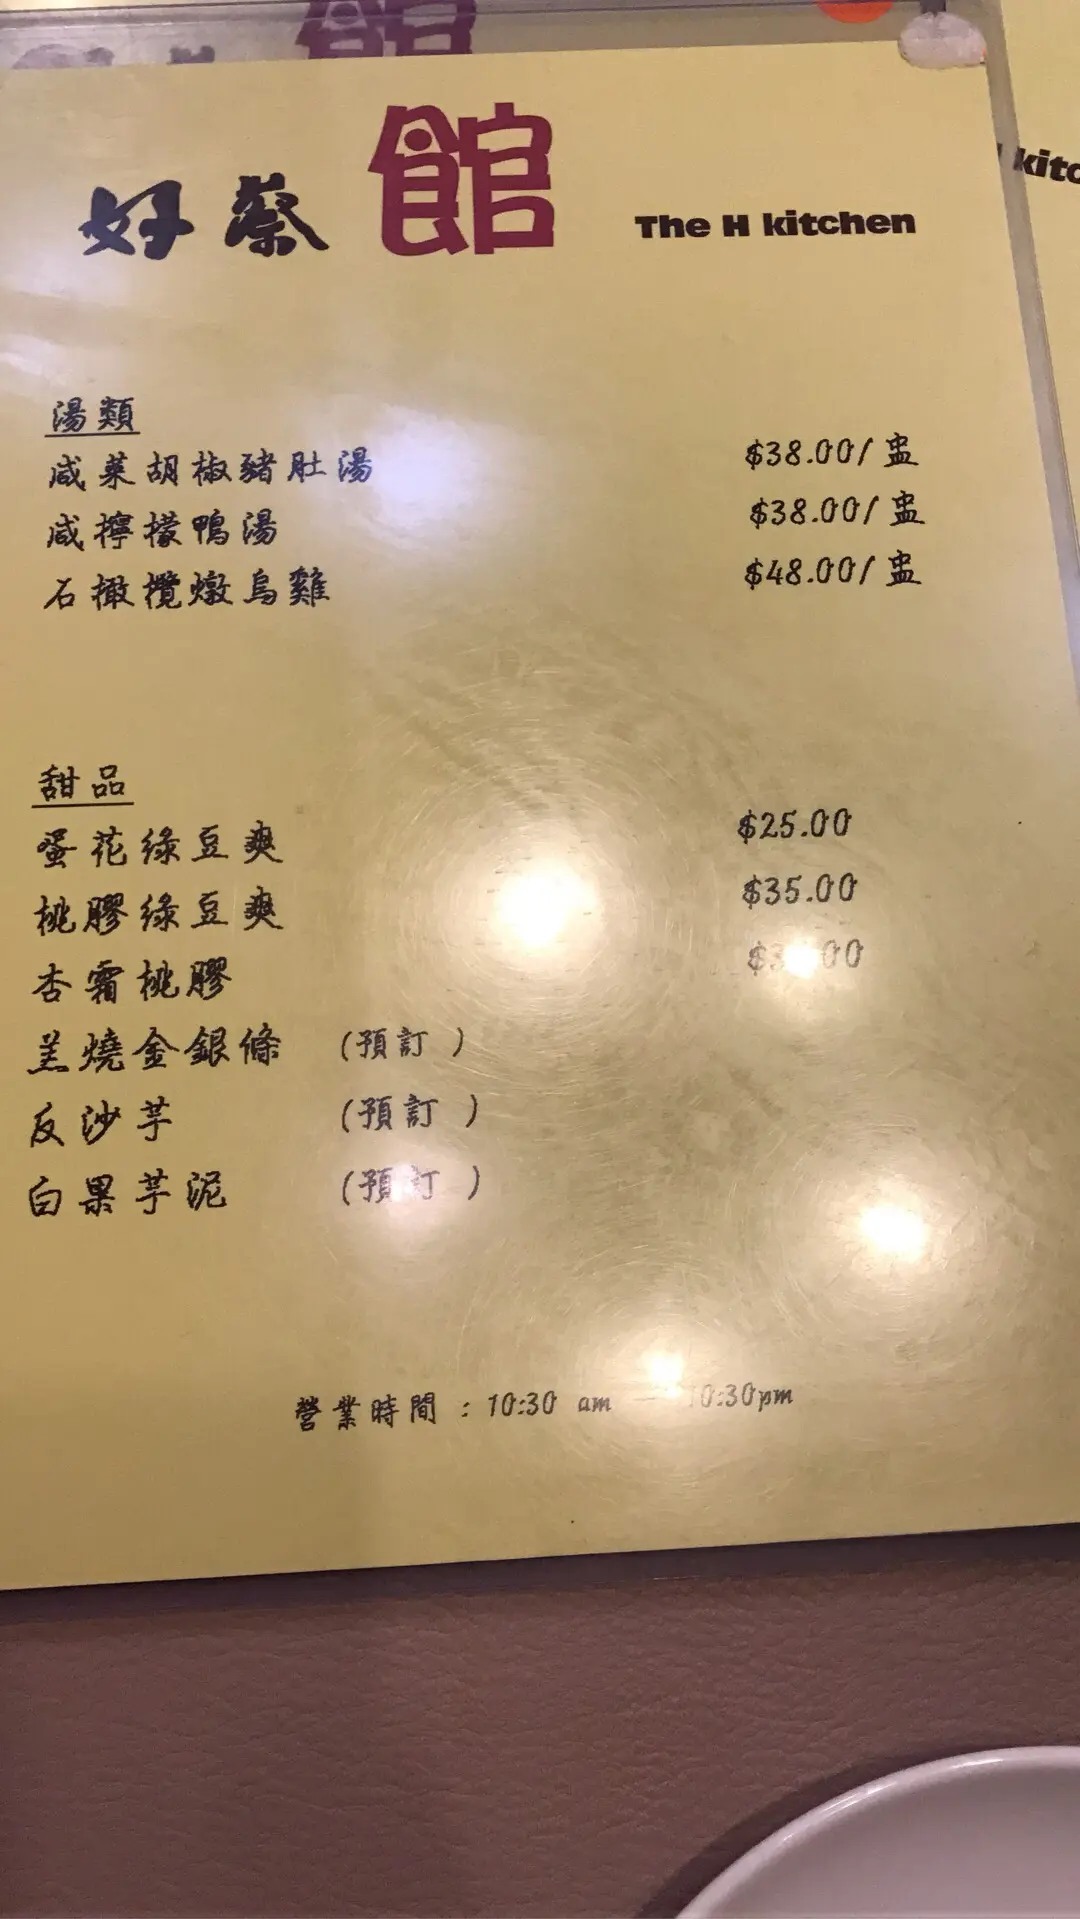 好蔡館 The H kitchen
kitc
湯類
咸菜胡椒豬肚湯 $38.00/盅
咸檸檬鴨湯 $38.00/盅
石橄欖燉烏雞 $48.00/盅
甜品
蛋花綠豆爽 $25.00
桃膠綠豆爽 $35.00
杏霜桃膠
羔燒金銀條 (預訂 )
反沙芋 (預訂 )
白果芋泥 (預訂 )
營業時間 : 10:30 am — 10:30pm